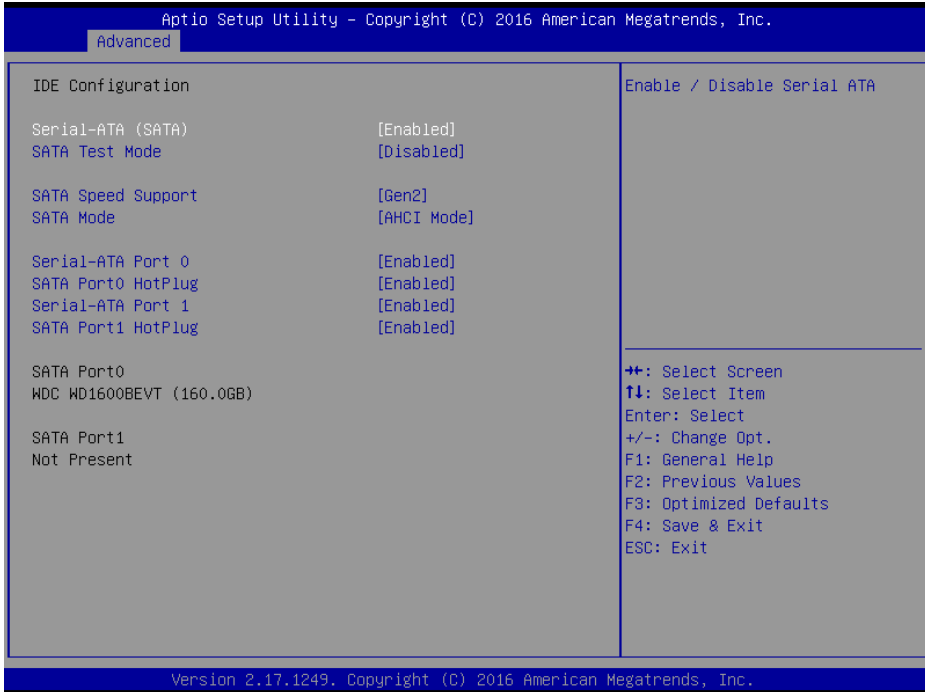 Aptio Setup Utility – Copyright (C) 2016 American Megatrends, Inc.
Advanced
IDE Configuration
Serial-ATA (SATA) [Enabled]
SATA Test Mode [Disabled]
SATA Speed Support [Gen2]
SATA Mode [AHCI Mode]
Serial-ATA Port 0 [Enabled]
SATA Port0 HotPlug [Enabled]
Serial-ATA Port 1 [Enabled]
SATA Port1 HotPlug [Enabled]
SATA Port0
WDC WD1600BEVT (160.0GB)
SATA Port1
Not Present
Enable / Disable Serial ATA
→←: Select Screen
↑↓: Select Item
Enter: Select
+/-: Change Opt.
F1: General Help
F2: Previous Values
F3: Optimized Defaults
F4: Save & Exit
ESC: Exit
Version 2.17.1249. Copyright (C) 2016 American Megatrends, Inc.